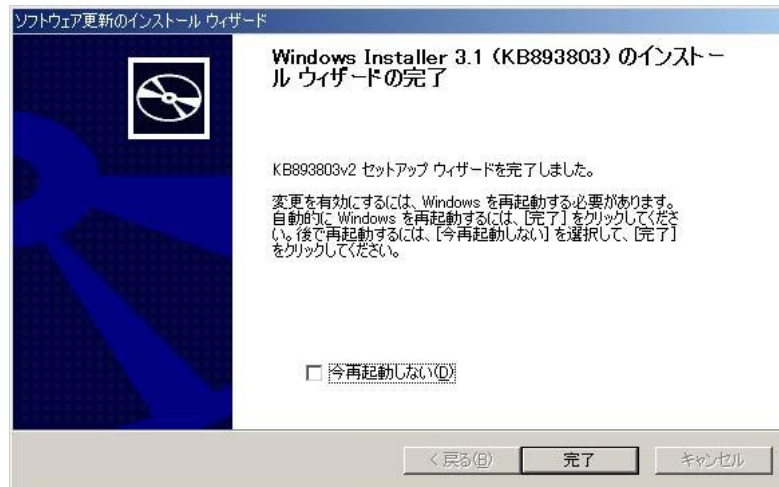 ソフトウェア更新のインストール ウィザード
Windows Installer 3.1 (KB893803) のインストー
ル ウィザードの完了
KB893803v2 セットアップ ウィザードを完了しました。
変更を有効にするには、Windows を再起動する必要があります。
自動的に Windows を再起動するには、[完了] をクリックしてくださ
い。後で再起動するには、[今再起動しない] を選択して、[完了]
をクリックしてください。
今再起動しない(D)
< 戻る(B)
完了
キャンセル